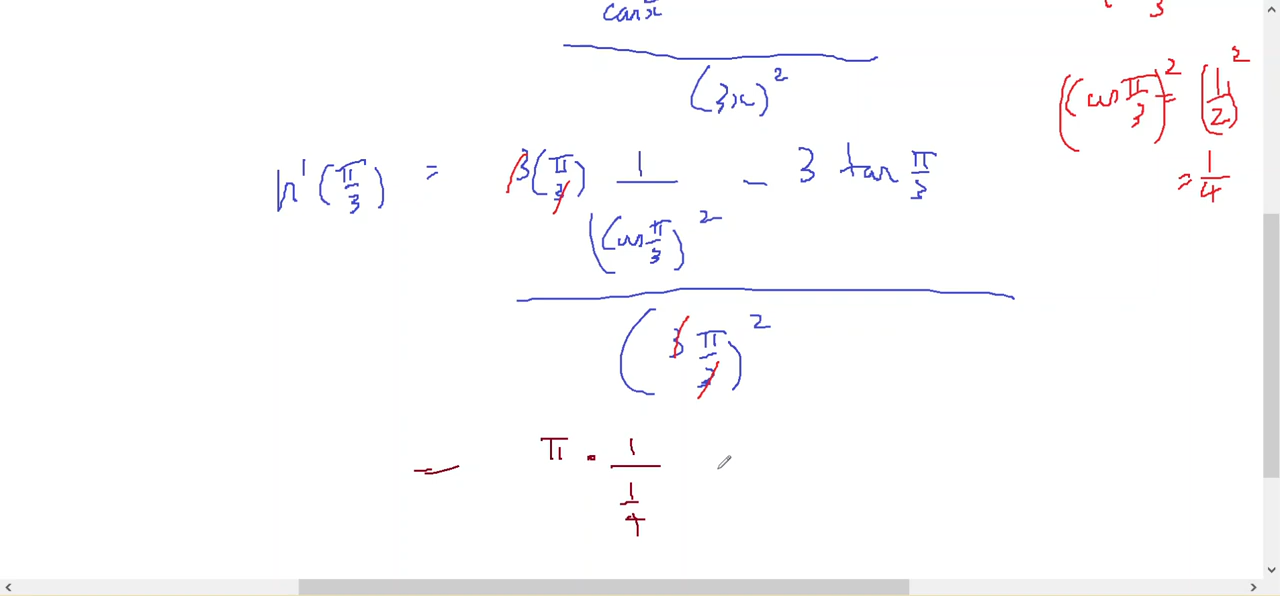 cos²x
(3x)²
((cos π/3)² = (1/2)²
= 1/4
h'(π/3) = 3(π/3) 1/((cos π/3)² - 3 tan π/3
(3 π/3)²
= π · 1/(1/4)